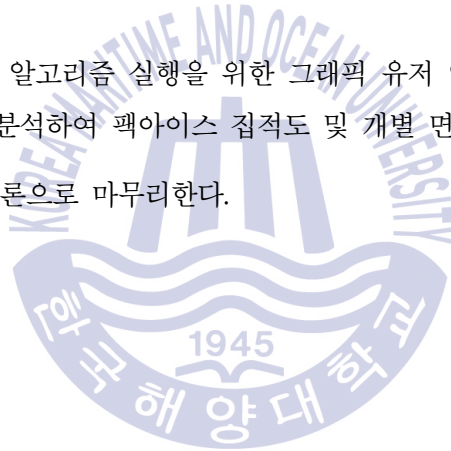 알고리즘 실행을 위한 그래픽 유저
분석하여 팩아이스 집적도 및 개별 면
론으로 마무리한다.
KOREA MARITIME AND OCEAN UNIVERSITY
1945
한국해양대학교